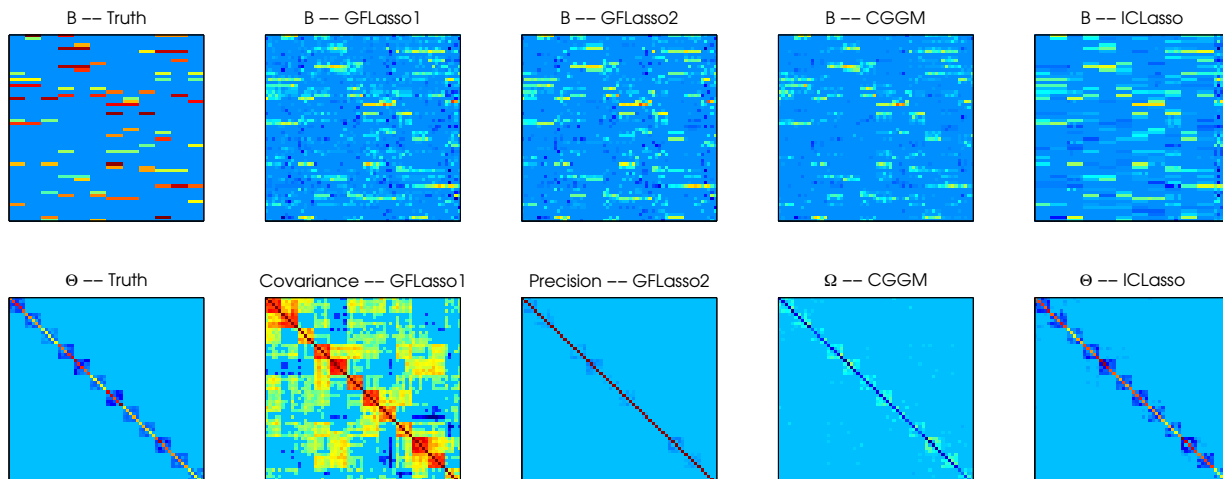 B –– Truth
B –– GFLasso1
B –– GFLasso2
B –– CGGM
B –– ICLasso
Θ –– Truth
Covariance –– GFLasso1
Precision –– GFLasso2
Ω –– CGGM
Θ –– ICLasso